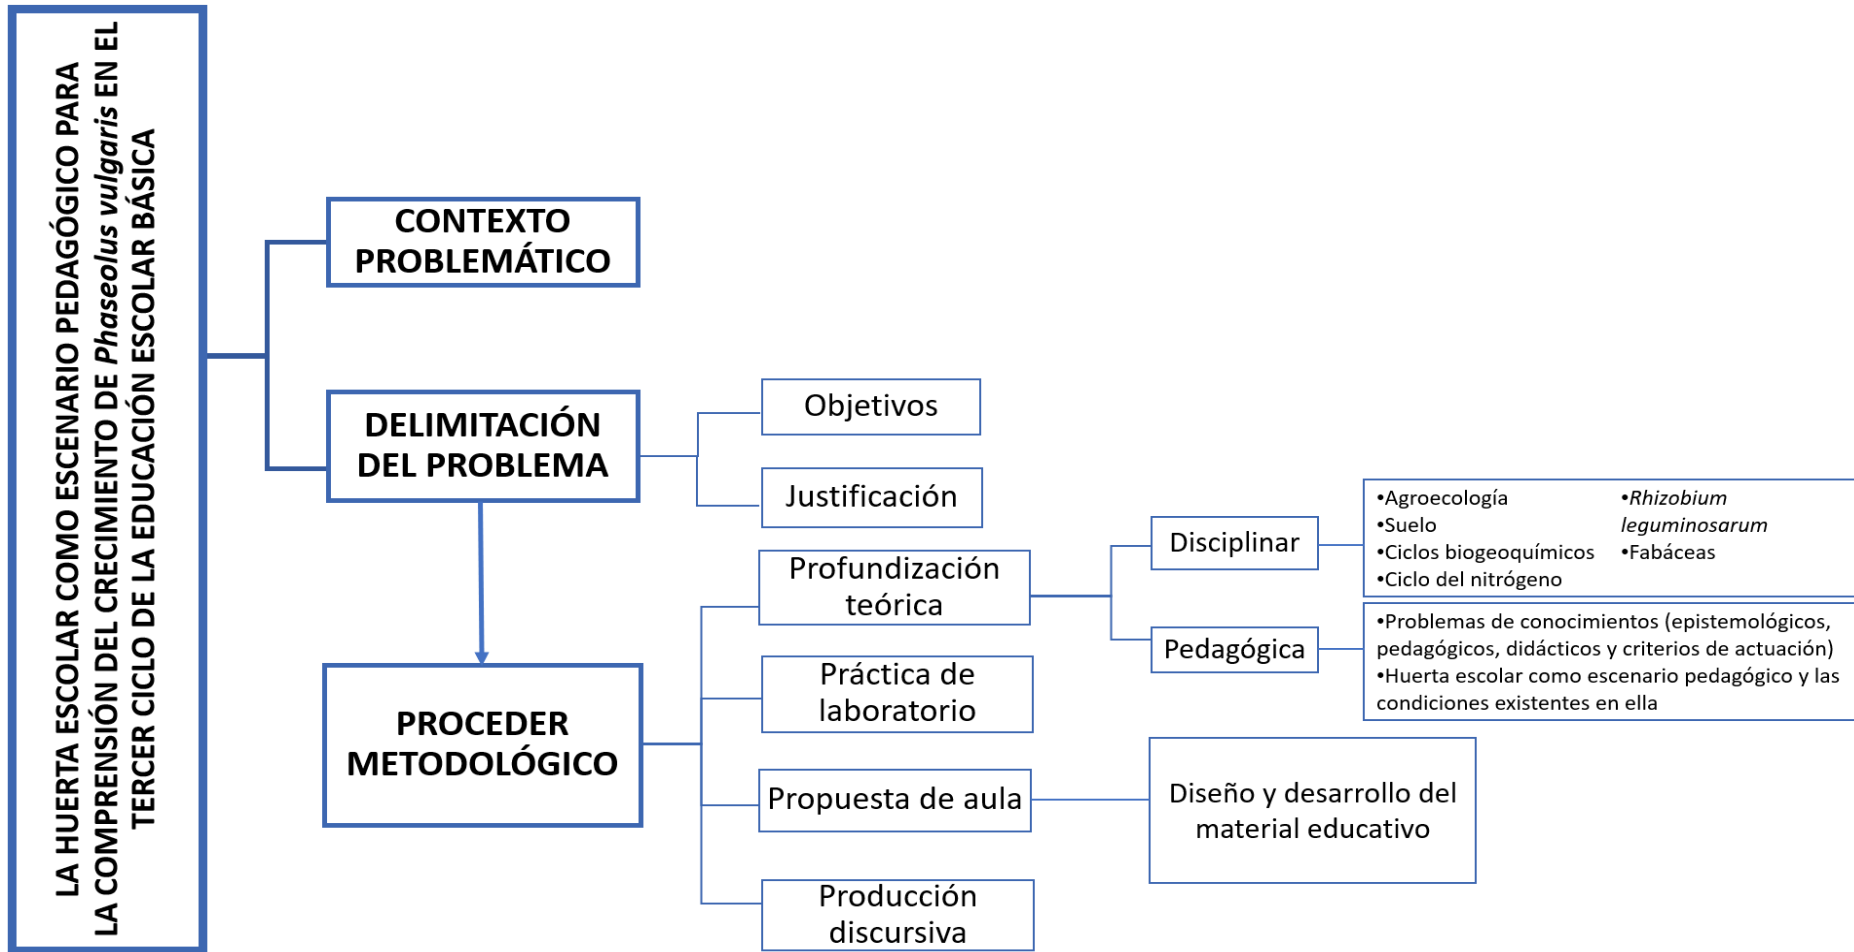 LA HUERTA ESCOLAR COMO ESCENARIO PEDAGÓGICO PARA
LA COMPRENSIÓN DEL CRECIMIENTO DE Phaseolus vulgaris EN EL
TERCER CICLO DE LA EDUCACIÓN ESCOLAR BÁSICA
CONTEXTO
PROBLEMÁTICO
DELIMITACIÓN
DEL PROBLEMA
Objetivos
Justificación
PROCEDER
METODOLÓGICO
Profundización
teórica
Disciplinar
•Agroecología
•Suelo
•Ciclos biogeoquímicos
•Ciclo del nitrógeno
•Rhizobium
leguminosarum
•Fabáceas
Pedagógica
•Problemas de conocimientos (epistemológicos,
pedagógicos, didácticos y criterios de actuación)
•Huerta escolar como escenario pedagógico y las
condiciones existentes en ella
Práctica de
laboratorio
Propuesta de aula
Diseño y desarrollo del
material educativo
Producción
discursiva